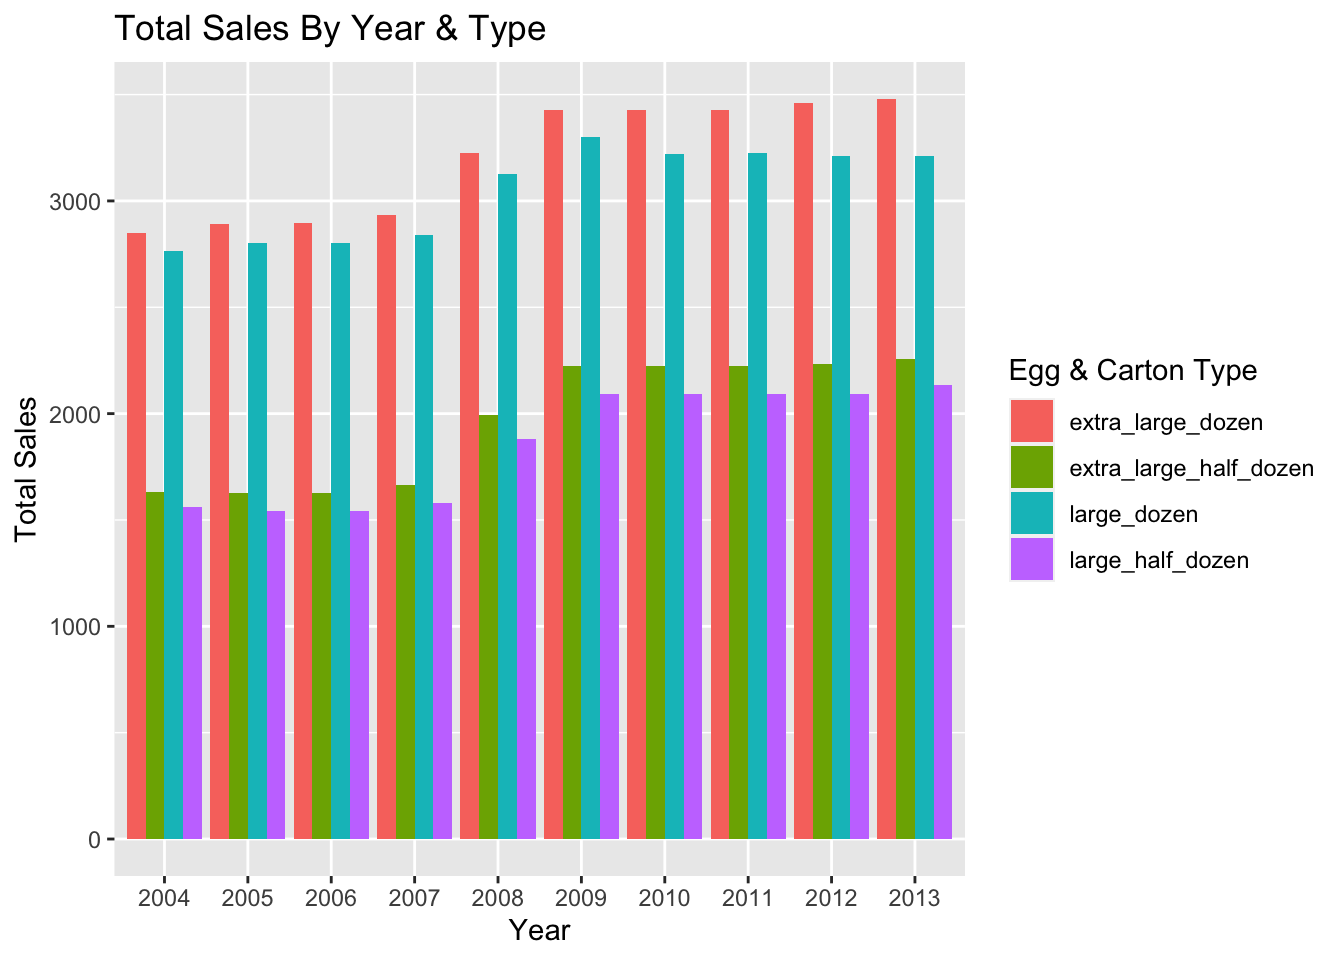 Total Sales By Year & Type
Total Sales
3000
2000
1000
0
2004 2005 2006 2007 2008 2009 2010 2011 2012 2013
Year
Egg & Carton Type
extra_large_dozen
extra_large_half_dozen
large_dozen
large_half_dozen